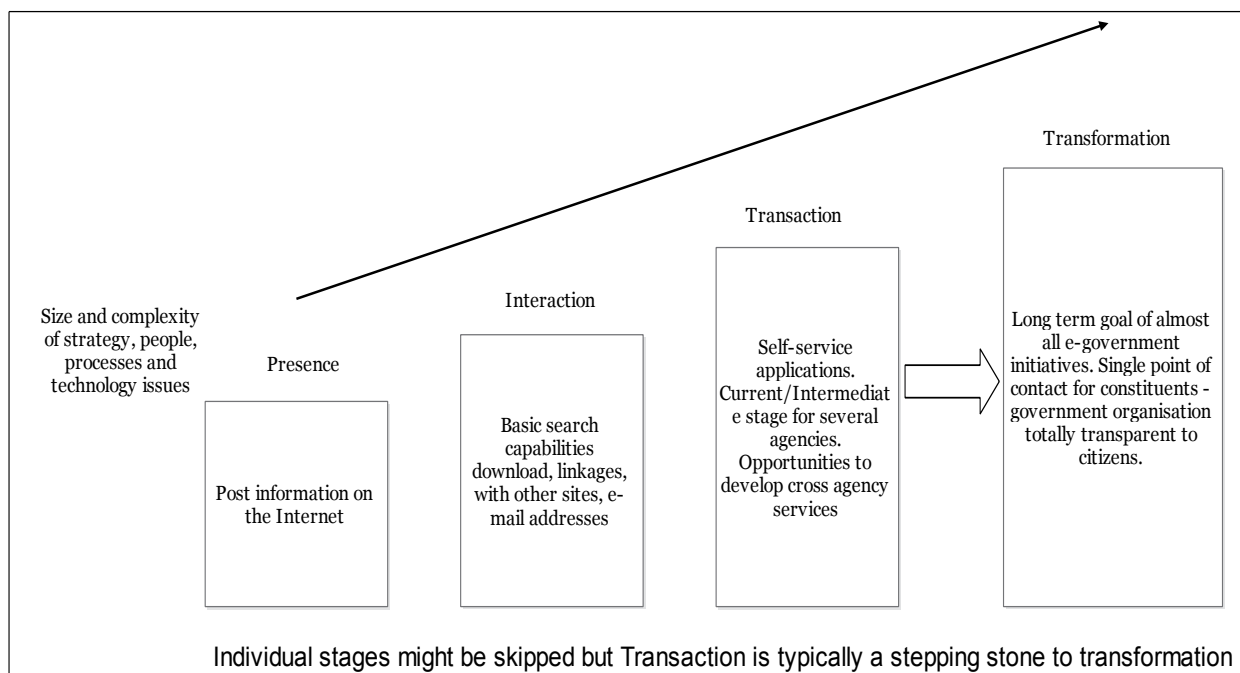 Size and complexity
of strategy, people,
processes and
technology issues
Presence
Post information on
the Internet
Interaction
Basic search
capabilities
download, linkages,
with other sites, e-
mail addresses
Transaction
Self-service
applications.
Current/Intermediat
e stage for several
agencies.
Opportunities to
develop cross agency
services
Transformation
Long term goal of almost
all e-government
initiatives. Single point of
contact for constituents -
government organisation
totally transparent to
citizens.
Individual stages might be skipped but Transaction is typically a stepping stone to transformation